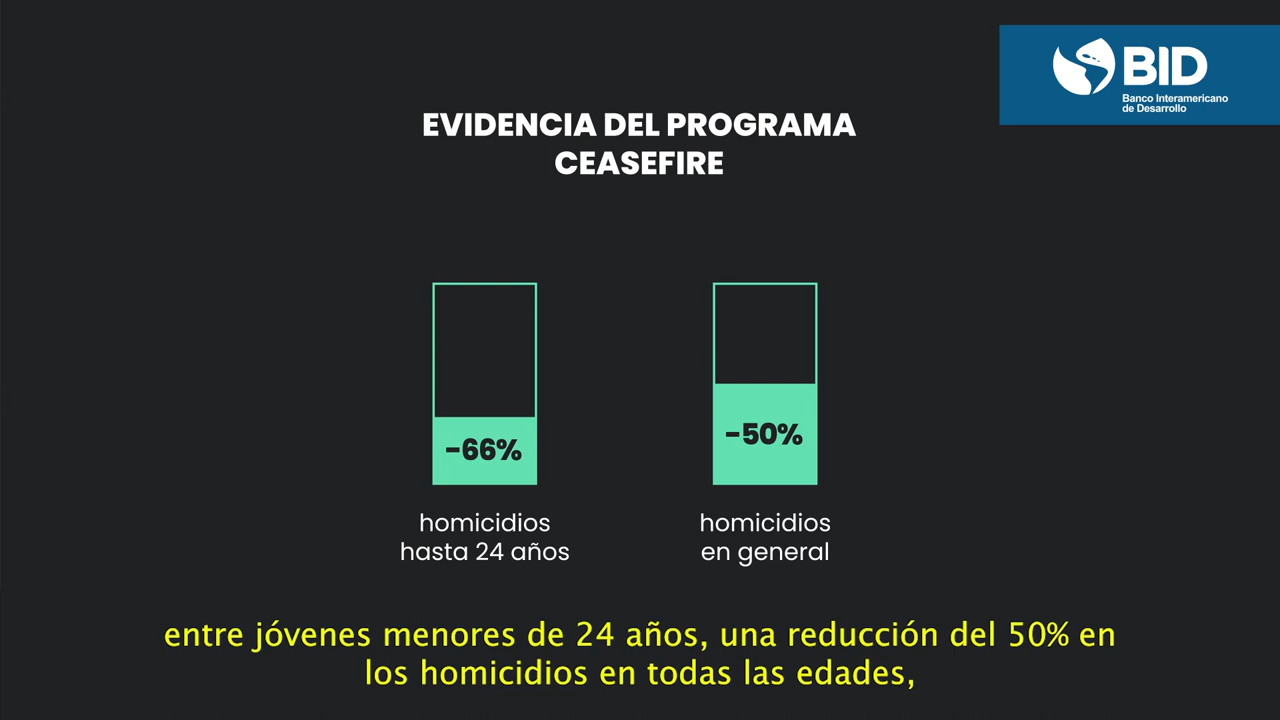 BID
Banco Interamericano
de Desarrollo
EVIDENCIA DEL PROGRAMA
CEASEFIRE
-66%
-50%
homicidios
hasta 24 años
homicidios
en general
entre jóvenes menores de 24 años, una reducción del 50% en
los homicidios en todas las edades,